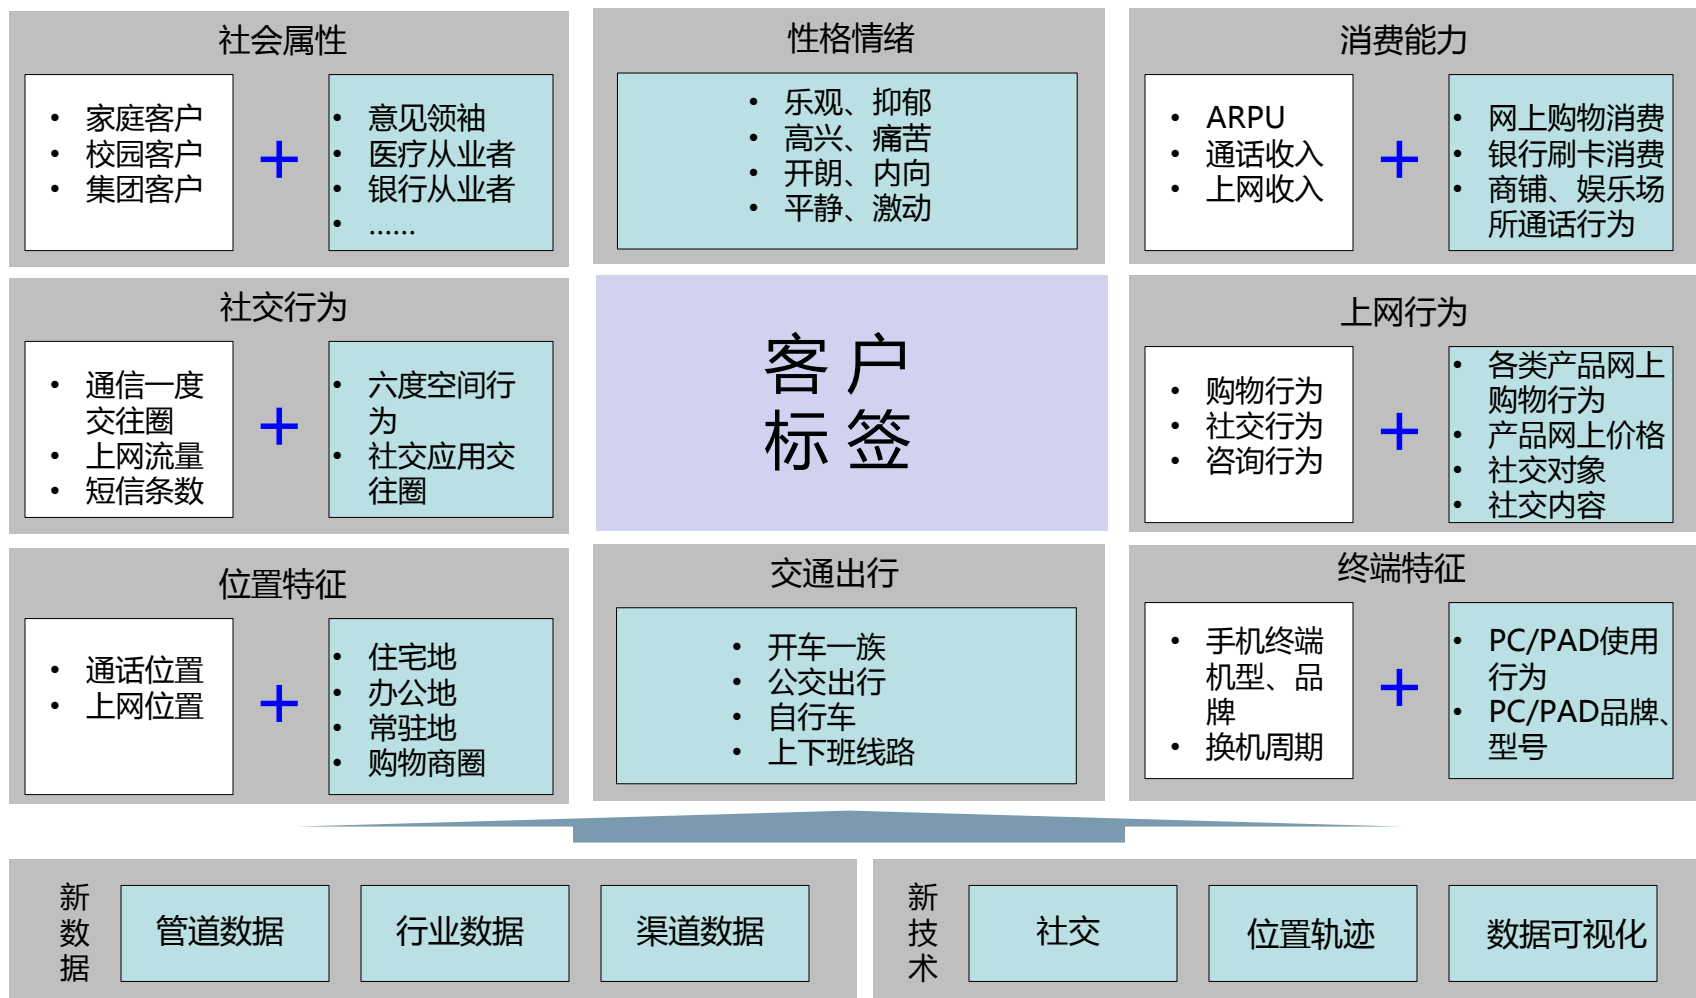 社会属性
• 家庭客户
• 校园客户
• 集团客户
+
• 意见领袖
• 医疗从业者
• 银行从业者
• ......
性格情绪
• 乐观、抑郁
• 高兴、痛苦
• 开朗、内向
• 平静、激动
消费能力
• ARPU
• 通话收入
• 上网收入
+
• 网上购物消费
• 银行刷卡消费
• 商铺、娱乐场
所通话行为
社交行为
• 通信一度
交往圈
• 上网流量
• 短信条数
+
• 六度空间行
为
• 社交应用交
往圈
客户
标签
上网行为
• 购物行为
• 社交行为
• 咨询行为
+
• 各类产品网上
购物行为
• 产品网上价格
• 社交对象
• 社交内容
位置特征
• 通话位置
• 上网位置
+
• 住宅地
• 办公地
• 常驻地
• 购物商圈
交通出行
• 开车一族
• 公交出行
• 自行车
• 上下班线路
终端特征
• 手机终端
机型、品
牌
• 换机周期
+
• PC/PAD使用
行为
• PC/PAD品牌、
型号
新
数
据
管道数据
行业数据
渠道数据
新
技
术
社交
位置轨迹
数据可视化